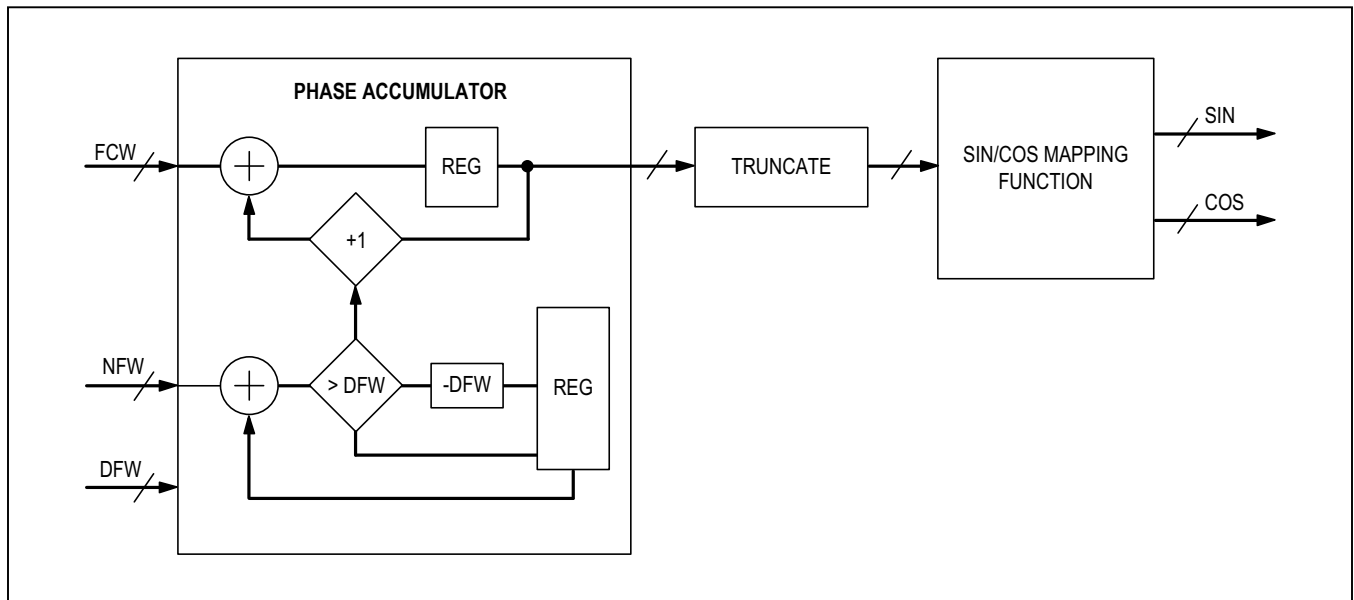 PHASE ACCUMULATOR
FCW
REG
TRUNCATE
SIN/COS MAPPING
FUNCTION
SIN
COS
+1
NFW
> DFW
-DFW
REG
DFW